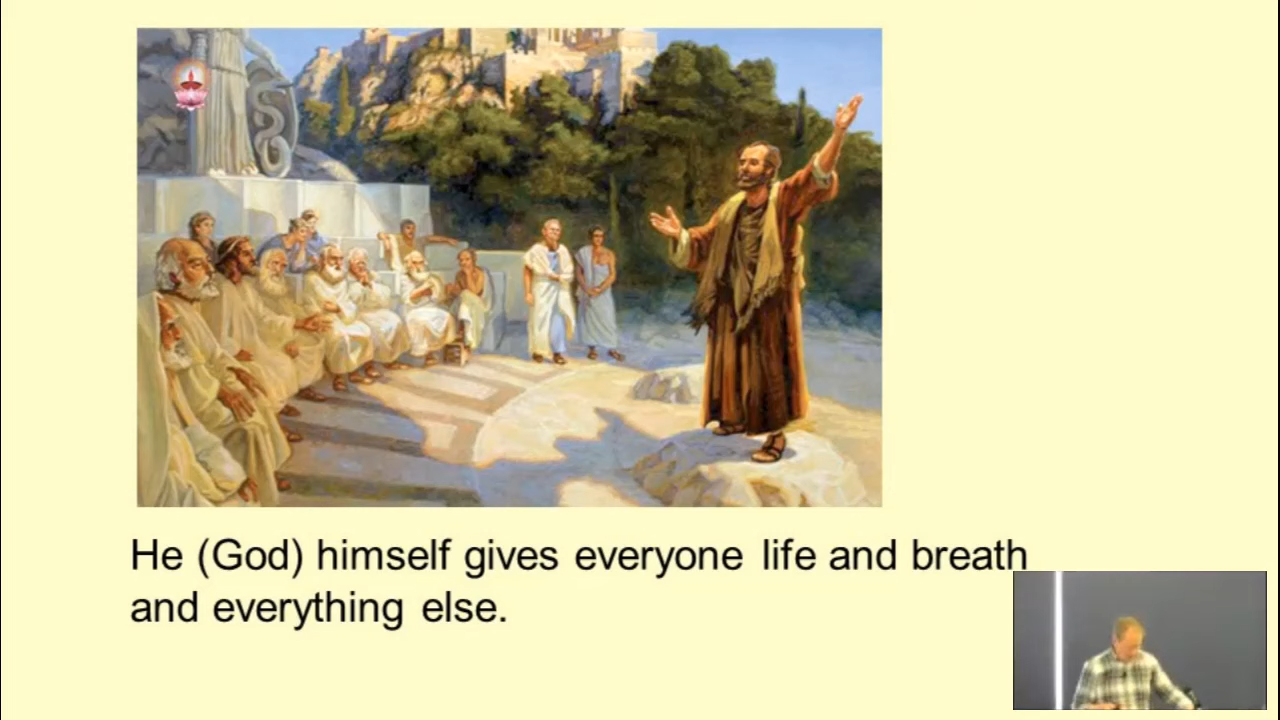 He (God) himself gives everyone life and breath
and everything else.